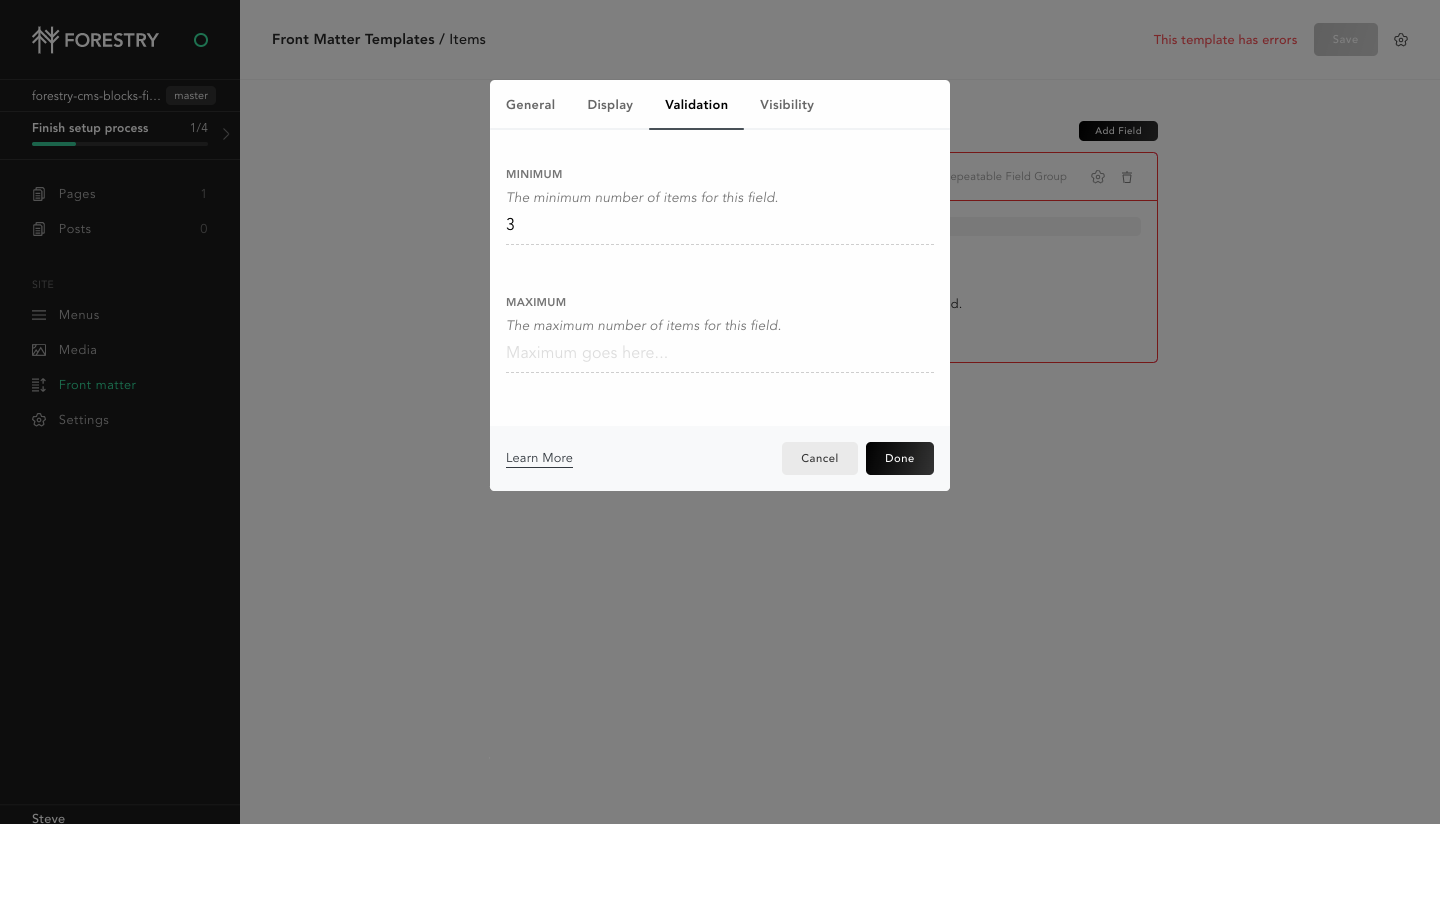 FORESTRY
forestry-cms-blocks-fi... master
Finish setup process 1/4
Pages 1
Posts 0
SITE
Menus
Media
Front matter
Settings
Steve
Front Matter Templates / Items
This template has errors
Save
Add Field
epeatable Field Group
d.
General Display Validation Visibility
MINIMUM
The minimum number of items for this field.
3
MAXIMUM
The maximum number of items for this field.
Maximum goes here...
Learn More
Cancel
Done